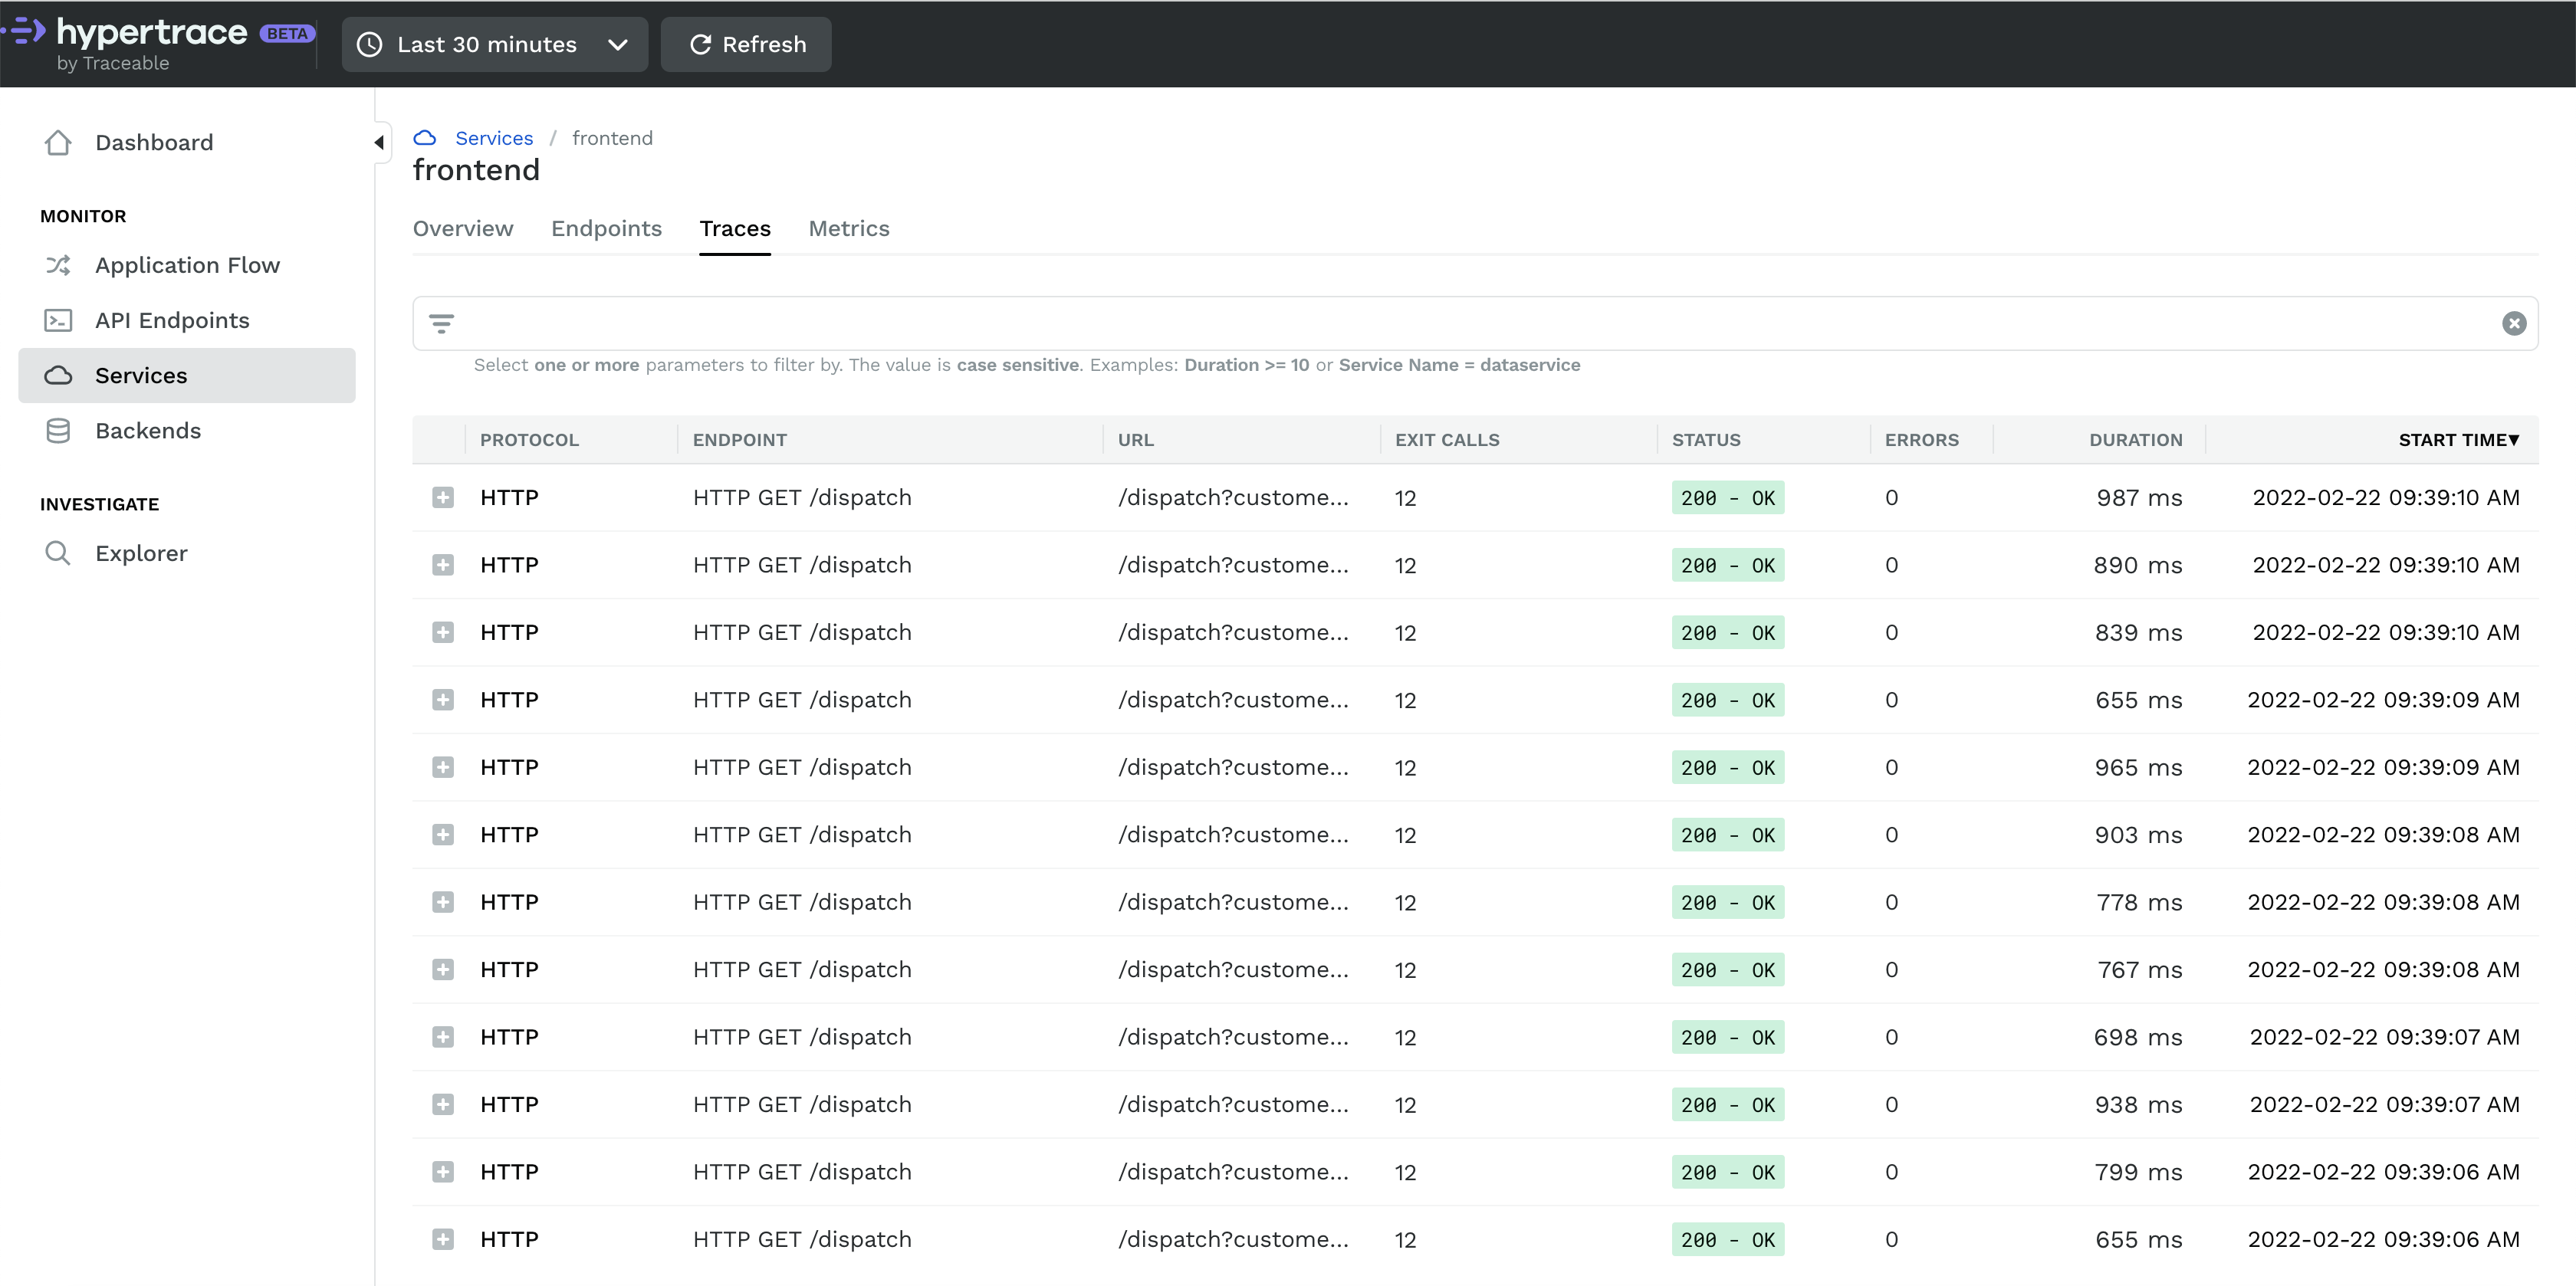 hypertrace BETA
by Traceable
Last 30 minutes
Refresh
Dashboard
MONITOR
Application Flow
API Endpoints
Services
Backends
INVESTIGATE
Explorer
Services / frontend
frontend
Overview Endpoints Traces Metrics
Select one or more parameters to filter by. The value is case sensitive. Examples: Duration >= 10 or Service Name = dataservice
PROTOCOL ENDPOINT URL EXIT CALLS STATUS ERRORS DURATION START TIME▼
HTTP HTTP GET /dispatch /dispatch?custome... 12 200 - OK 0 987 ms 2022-02-22 09:39:10 AM
HTTP HTTP GET /dispatch /dispatch?custome... 12 200 - OK 0 890 ms 2022-02-22 09:39:10 AM
HTTP HTTP GET /dispatch /dispatch?custome... 12 200 - OK 0 839 ms 2022-02-22 09:39:10 AM
HTTP HTTP GET /dispatch /dispatch?custome... 12 200 - OK 0 655 ms 2022-02-22 09:39:09 AM
HTTP HTTP GET /dispatch /dispatch?custome... 12 200 - OK 0 965 ms 2022-02-22 09:39:09 AM
HTTP HTTP GET /dispatch /dispatch?custome... 12 200 - OK 0 903 ms 2022-02-22 09:39:08 AM
HTTP HTTP GET /dispatch /dispatch?custome... 12 200 - OK 0 778 ms 2022-02-22 09:39:08 AM
HTTP HTTP GET /dispatch /dispatch?custome... 12 200 - OK 0 767 ms 2022-02-22 09:39:08 AM
HTTP HTTP GET /dispatch /dispatch?custome... 12 200 - OK 0 698 ms 2022-02-22 09:39:07 AM
HTTP HTTP GET /dispatch /dispatch?custome... 12 200 - OK 0 938 ms 2022-02-22 09:39:07 AM
HTTP HTTP GET /dispatch /dispatch?custome... 12 200 - OK 0 799 ms 2022-02-22 09:39:06 AM
HTTP HTTP GET /dispatch /dispatch?custome... 12 200 - OK 0 655 ms 2022-02-22 09:39:06 AM